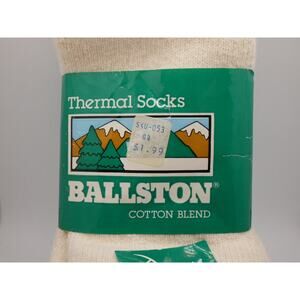 Thermal Socks
$1.99
BALLSTON®
COTTON BLEND